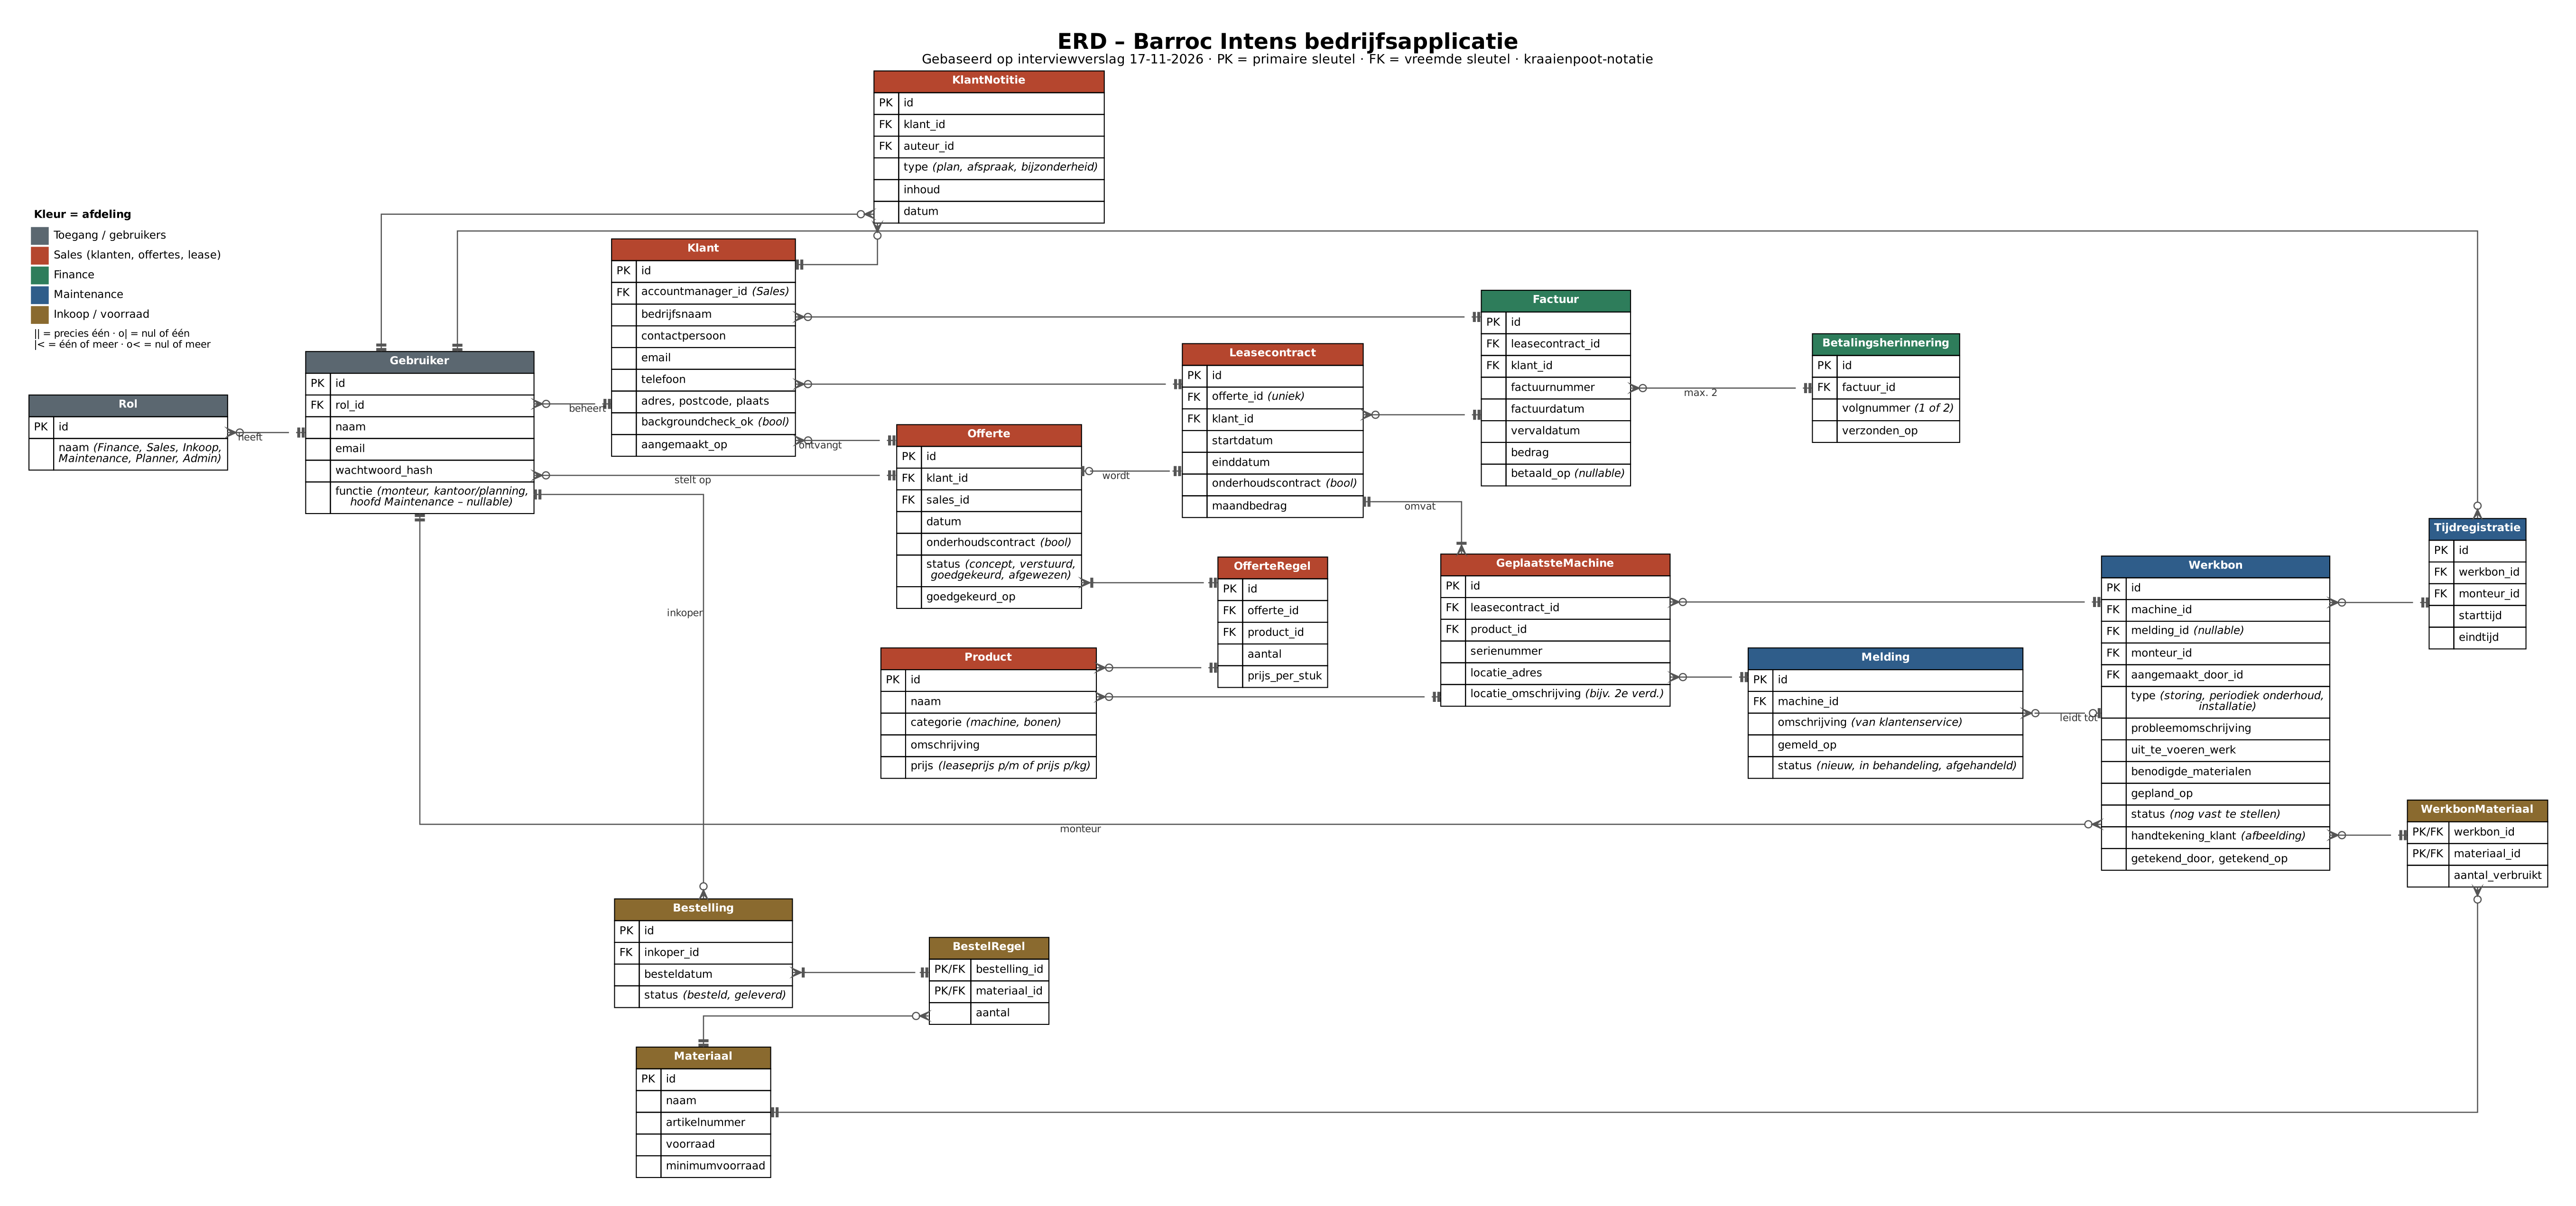 ERD – Barroc Intens bedrijfsapplicatie
Gebaseerd op interviewverslag 17-11-2026 · PK = primaire sleutel · FK = vreemde sleutel · kraaienpoot-notatie
KlantNotitie
PK id
FK klant_id
FK auteur_id
type (plan, afspraak, bijzonderheid)
inhoud
datum
Kleur = afdeling
Toegang / gebruikers
Sales (klanten, offertes, lease)
Finance
Maintenance
Inkoop / voorraad
|| = precies één · o| = nul of één
|< = één of meer · o< = nul of meer
Rol
PK id
naam (Finance, Sales, Inkoop,
Maintenance, Planner, Admin)
heeft
Gebruiker
PK id
FK rol_id
naam
email
wachtwoord_hash
functie (monteur, kantoor/planning,
hoofd Maintenance – nullable)
beheert
stelt op
inkoper
monteur
Klant
PK id
FK accountmanager_id (Sales)
bedrijfsnaam
contactpersoon
email
telefoon
adres, postcode, plaats
backgroundcheck_ok (bool)
aangemaakt_op
ontvangt
Offerte
PK id
FK klant_id
FK sales_id
datum
onderhoudscontract (bool)
status (concept, verstuurd,
goedgekeurd, afgewezen)
goedgekeurd_op
wordt
Leasecontract
PK id
FK offerte_id (uniek)
FK klant_id
startdatum
einddatum
onderhoudscontract (bool)
maandbedrag
omvat
Factuur
PK id
FK leasecontract_id
FK klant_id
factuurnummer
factuurdatum
vervaldatum
bedrag
betaald_op (nullable)
max. 2
Betalingsherinnering
PK id
FK factuur_id
volgnummer (1 of 2)
verzonden_op
OfferteRegel
PK id
FK offerte_id
FK product_id
aantal
prijs_per_stuk
Product
PK id
naam
categorie (machine, bonen)
omschrijving
prijs (leaseprijs p/m of prijs p/kg)
GeplaatsteMachine
PK id
FK leasecontract_id
FK product_id
serienummer
locatie_adres
locatie_omschrijving (bijv. 2e verd.)
Melding
PK id
FK machine_id
omschrijving (van klantenservice)
gemeld_op
status (nieuw, in behandeling, afgehandeld)
leidt tot
Werkbon
PK id
FK machine_id
FK melding_id (nullable)
FK monteur_id
FK aangemaakt_door_id
type (storing, periodiek onderhoud,
installatie)
probleemomschrijving
uit_te_voeren_werk
benodigde_materialen
gepland_op
status (nog vast te stellen)
handtekening_klant (afbeelding)
getekend_door, getekend_op
Tijdregistratie
PK id
FK werkbon_id
FK monteur_id
starttijd
eindtijd
WerkbonMateriaal
PK/FK werkbon_id
PK/FK materiaal_id
aantal_verbruikt
Bestelling
PK id
FK inkoper_id
besteldatum
status (besteld, geleverd)
BestelRegel
PK/FK bestelling_id
PK/FK materiaal_id
aantal
Materiaal
PK id
naam
artikelnummer
voorraad
minimumvoorraad